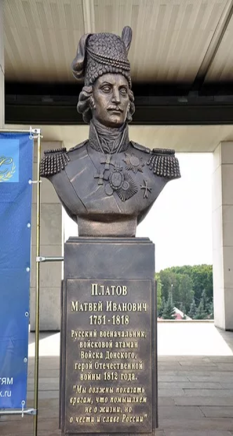 ПЛАТОВ
МАТВЕЙ ИВАНОВИЧ
1751-1818
Русский военачальник,
войсковой атаман
Войска Донского,
Герой Отечественной
войны 1812 года.
"Мы должны показать
врагам, что помышляем
не о жизни, но
о чести и славе России"
ТЯМ